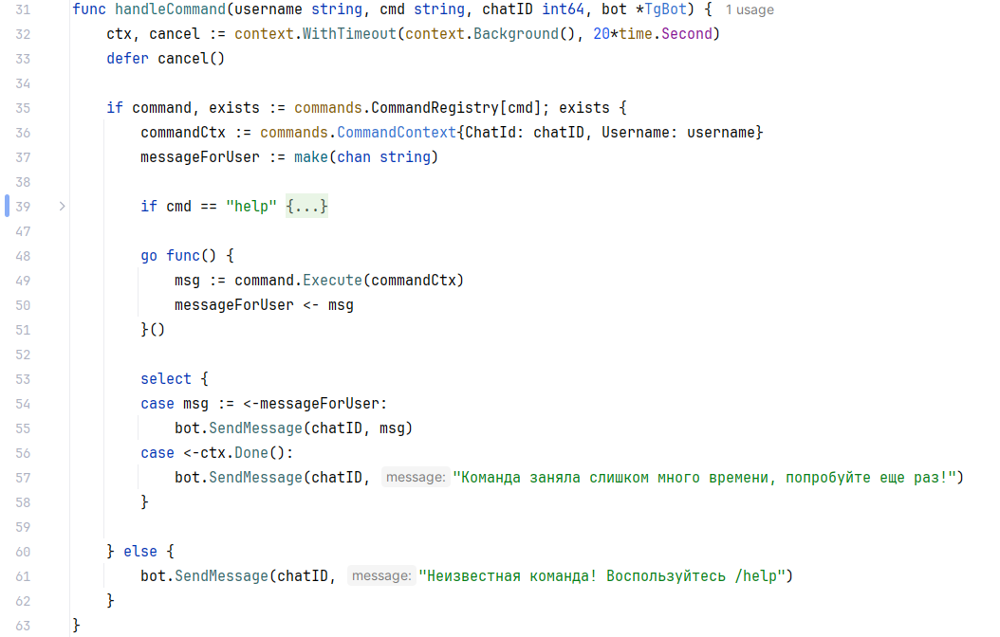 31 func handleCommand(username string, cmd string, chatID int64, bot *TgBot) { 1 usage
32     ctx, cancel := context.WithTimeout(context.Background(), 20*time.Second)
33     defer cancel()
34
35     if command, exists := commands.CommandRegistry[cmd]; exists {
36         commandCtx := commands.CommandContext{ChatId: chatID, Username: username}
37         messageForUser := make(chan string)
38
39         if cmd == "help" {...}
47
48         go func() {
49             msg := command.Execute(commandCtx)
50             messageForUser <- msg
51         }()
52
53         select {
54         case msg := <-messageForUser:
55             bot.SendMessage(chatID, msg)
56         case <-ctx.Done():
57             bot.SendMessage(chatID, message: "Команда заняла слишком много времени, попробуйте еще раз!")
58         }
59
60     } else {
61         bot.SendMessage(chatID, message: "Неизвестная команда! Воспользуйтесь /help")
62     }
63 }